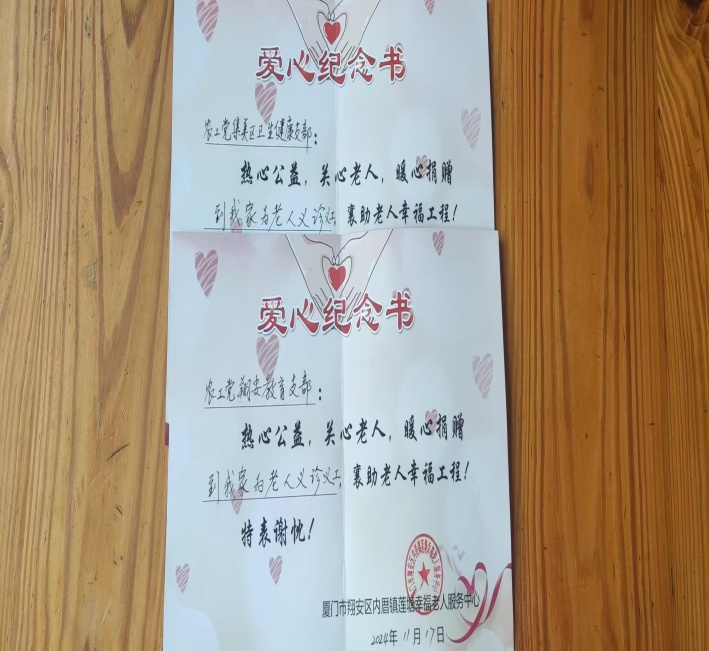 爱心纪念书
农工党集美区卫生健康支部：
热心公益，关心老人，暖心捐赠
到我家为老人义诊义工，襄助老人幸福工程！
爱心纪念书
农工党翔安教育支部：
热心公益，关心老人，暖心捐赠
到我家为老人义诊义工，襄助老人幸福工程！
特表谢忱！
厦门市翔安区内厝镇莲塘幸福老人服务中心
2024年11月17日